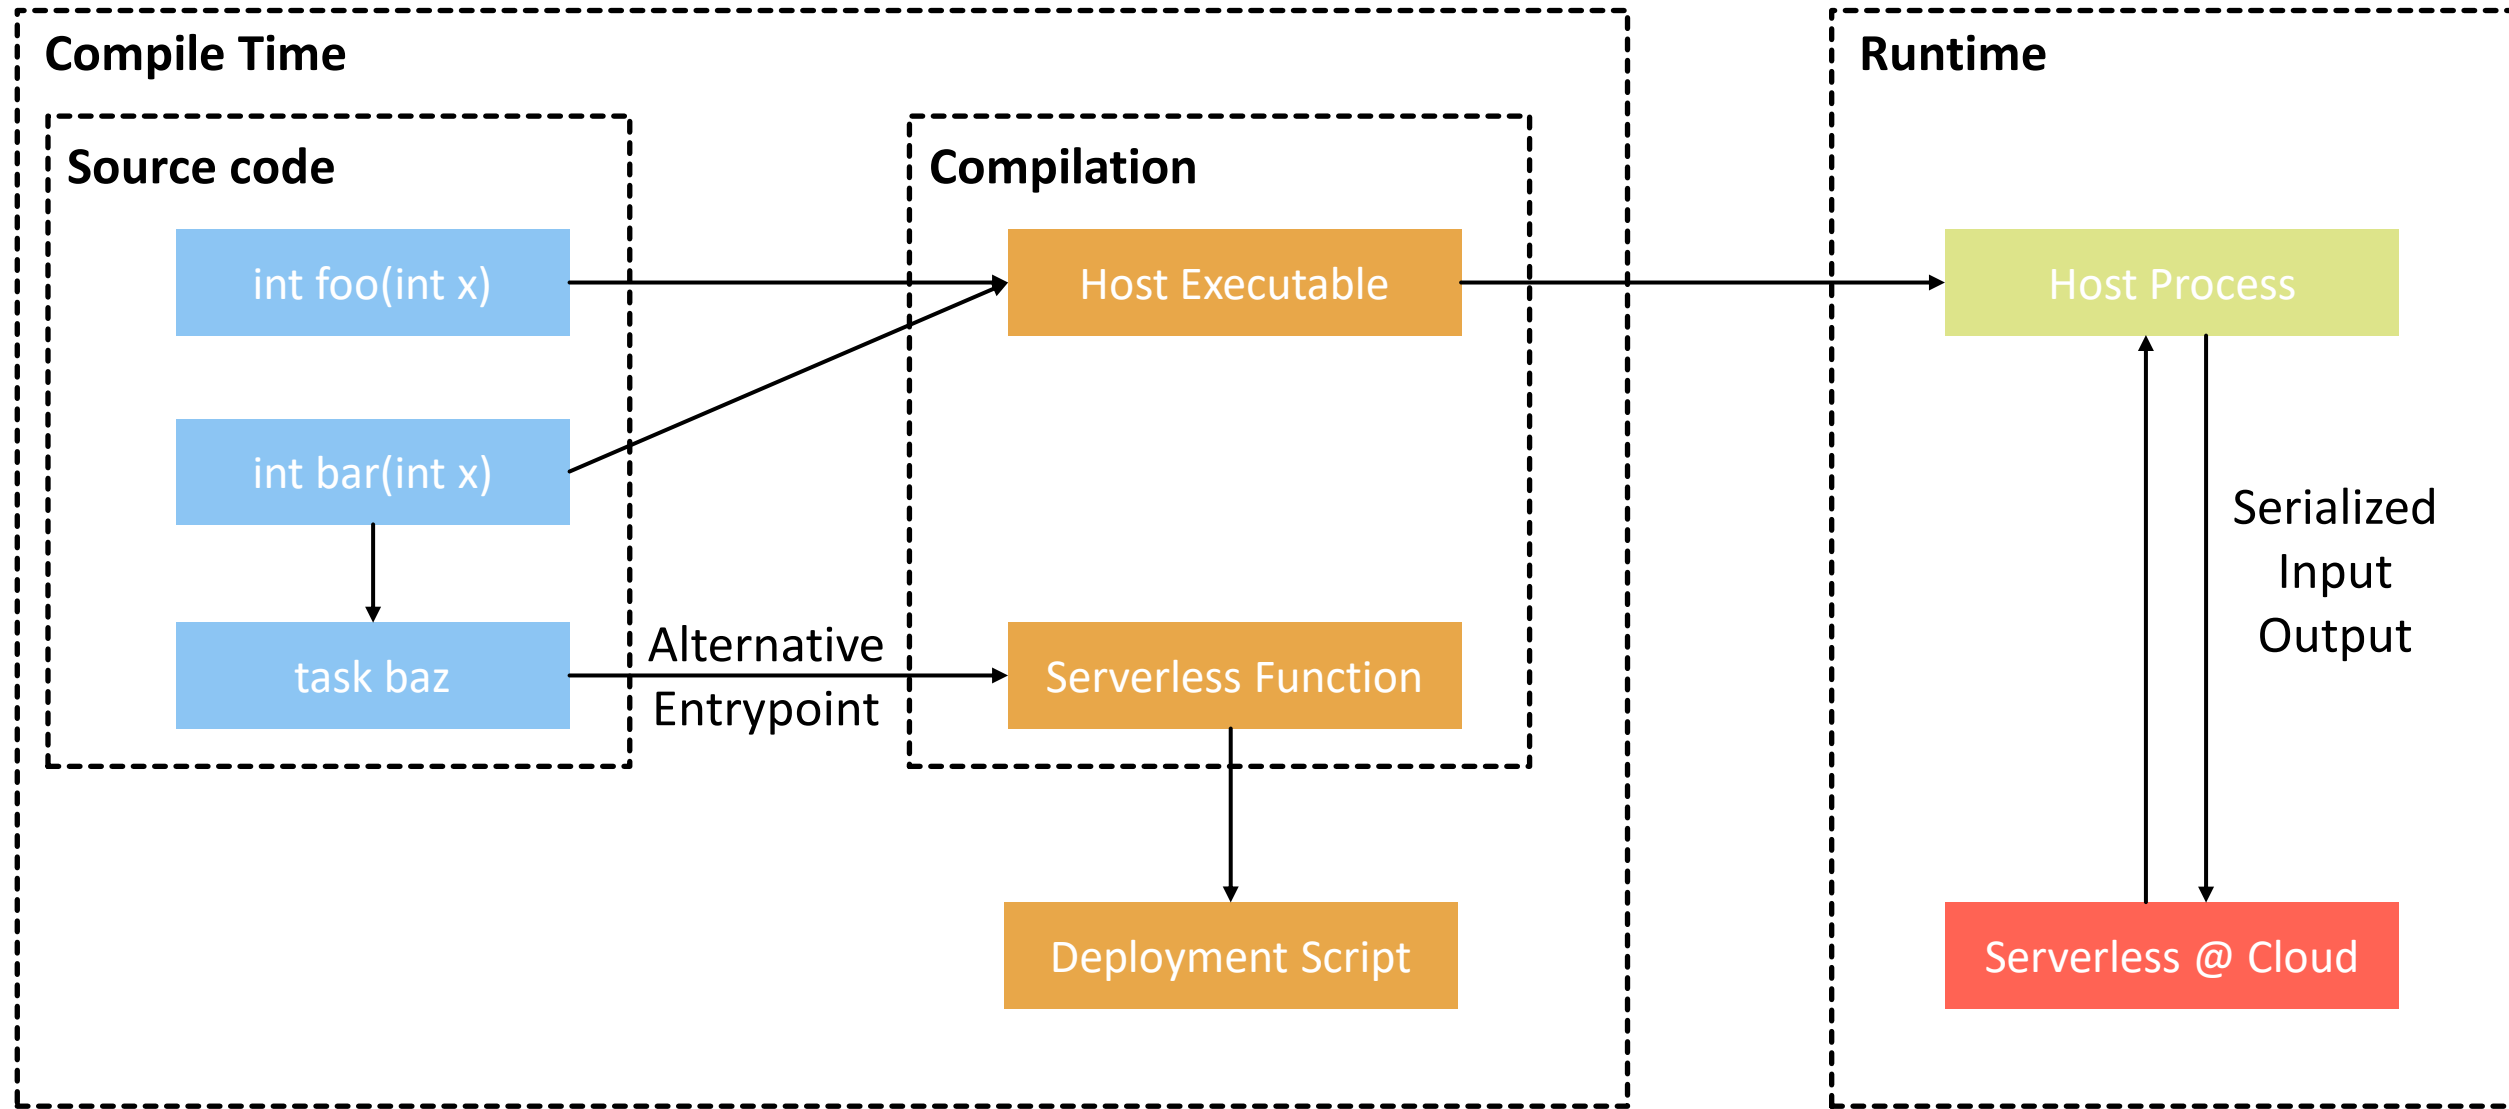 Compile Time
Runtime
Source code
Compilation
int foo(int x)
Host Executable
Host Process
int bar(int x)
Serialized
Input
Output
task baz
Alternative
Entrypoint
Serverless Function
Deployment Script
Serverless @ Cloud